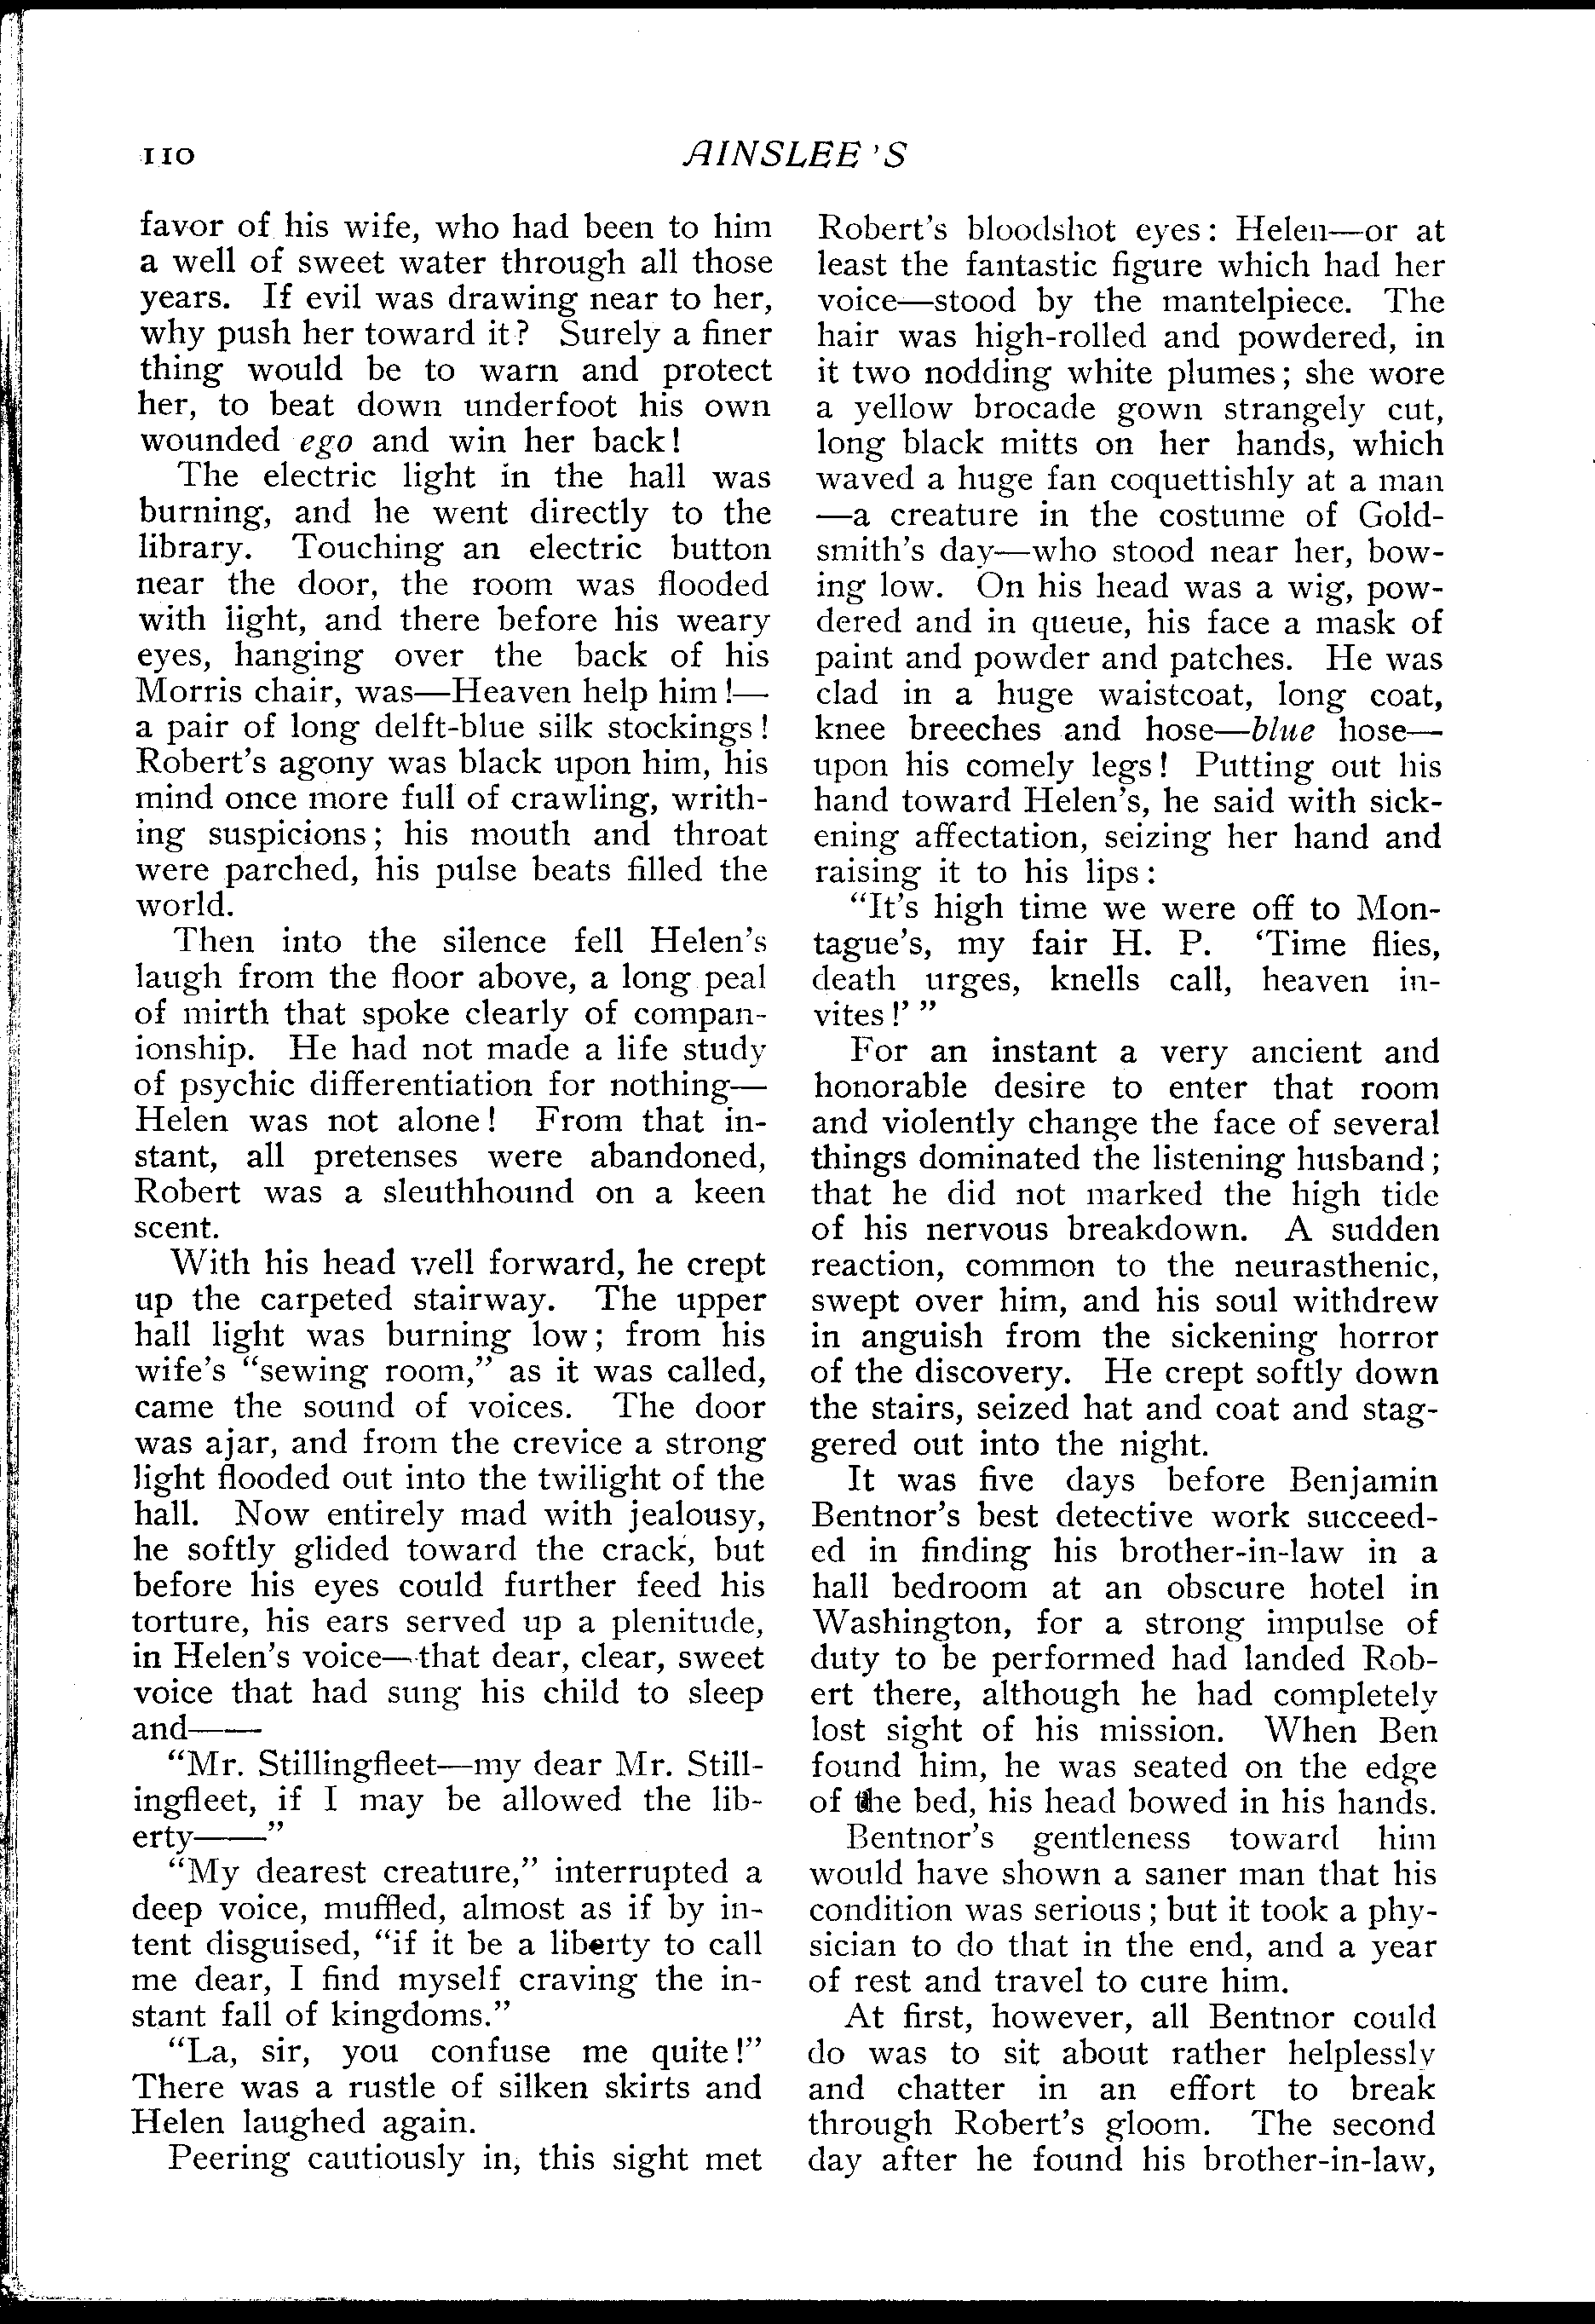 110
AINSLEE'S
favor of his wife, who had been to him
a well of sweet water through all those
years. If evil was drawing near to her,
why push her toward it? Surely a finer
thing would be to warn and protect
her, to beat down underfoot his own
wounded ego and win her back!
The electric light in the hall was
burning, and he went directly to the
library. Touching an electric button
near the door, the room was flooded
with light, and there before his weary
eyes, hanging over the back of his
Morris chair, was—Heaven help him!—
a pair of long delft-blue silk stockings!
Robert's agony was black upon him, his
mind once more full of crawling, writh-
ing suspicions; his mouth and throat
were parched, his pulse beats filled the
world.
Then into the silence fell Helen's
laugh from the floor above, a long peal
of mirth that spoke clearly of compan-
ionship. He had not made a life study
of psychic differentiation for nothing—
Helen was not alone! From that in-
stant, all pretenses were abandoned,
Robert was a sleuthhound on a keen
scent.
With his head well forward, he crept
up the carpeted stairway. The upper
hall light was burning low; from his
wife's "sewing room," as it was called,
came the sound of voices. The door
was ajar, and from the crevice a strong
light flooded out into the twilight of the
hall. Now entirely mad with jealousy,
he softly glided toward the crack, but
before his eyes could further feed his
torture, his ears served up a plenitude,
in Helen's voice—that dear, clear, sweet
voice that had sung his child to sleep
and——
"Mr. Stillingfleet—my dear Mr. Still-
ingfleet, if I may be allowed the lib-
erty——"
"My dearest creature," interrupted a
deep voice, muffled, almost as if by in-
tent disguised, "if it be a liberty to call
me dear, I find myself craving the in-
stant fall of kingdoms."
"La, sir, you confuse me quite!"
There was a rustle of silken skirts and
Helen laughed again.
Peering cautiously in, this sight met
Robert's bloodshot eyes: Helen—or at
least the fantastic figure which had her
voice—stood by the mantelpiece. The
hair was high-rolled and powdered, in
it two nodding white plumes; she wore
a yellow brocade gown strangely cut,
long black mitts on her hands, which
waved a huge fan coquettishly at a man
—a creature in the costume of Gold-
smith's day—who stood near her, bow-
ing low. On his head was a wig, pow-
dered and in queue, his face a mask of
paint and powder and patches. He was
clad in a huge waistcoat, long coat,
knee breeches and hose—blue hose—
upon his comely legs! Putting out his
hand toward Helen's, he said with sick-
ening affectation, seizing her hand and
raising it to his lips:
"It's high time we were off to Mon-
tague's, my fair H. P. 'Time flies,
death urges, knells call, heaven in-
vites!'"
For an instant a very ancient and
honorable desire to enter that room
and violently change the face of several
things dominated the listening husband;
that he did not marked the high tide
of his nervous breakdown. A sudden
reaction, common to the neurasthenic,
swept over him, and his soul withdrew
in anguish from the sickening horror
of the discovery. He crept softly down
the stairs, seized hat and coat and stag-
gered out into the night.
It was five days before Benjamin
Bentnor's best detective work succeed-
ed in finding his brother-in-law in a
hall bedroom at an obscure hotel in
Washington, for a strong impulse of
duty to be performed had landed Rob-
ert there, although he had completely
lost sight of his mission. When Ben
found him, he was seated on the edge
of the bed, his head bowed in his hands.
Bentnor's gentleness toward him
would have shown a saner man that his
condition was serious; but it took a phy-
sician to do that in the end, and a year
of rest and travel to cure him.
At first, however, all Bentnor could
do was to sit about rather helplessly
and chatter in an effort to break
through Robert's gloom. The second
day after he found his brother-in-law,